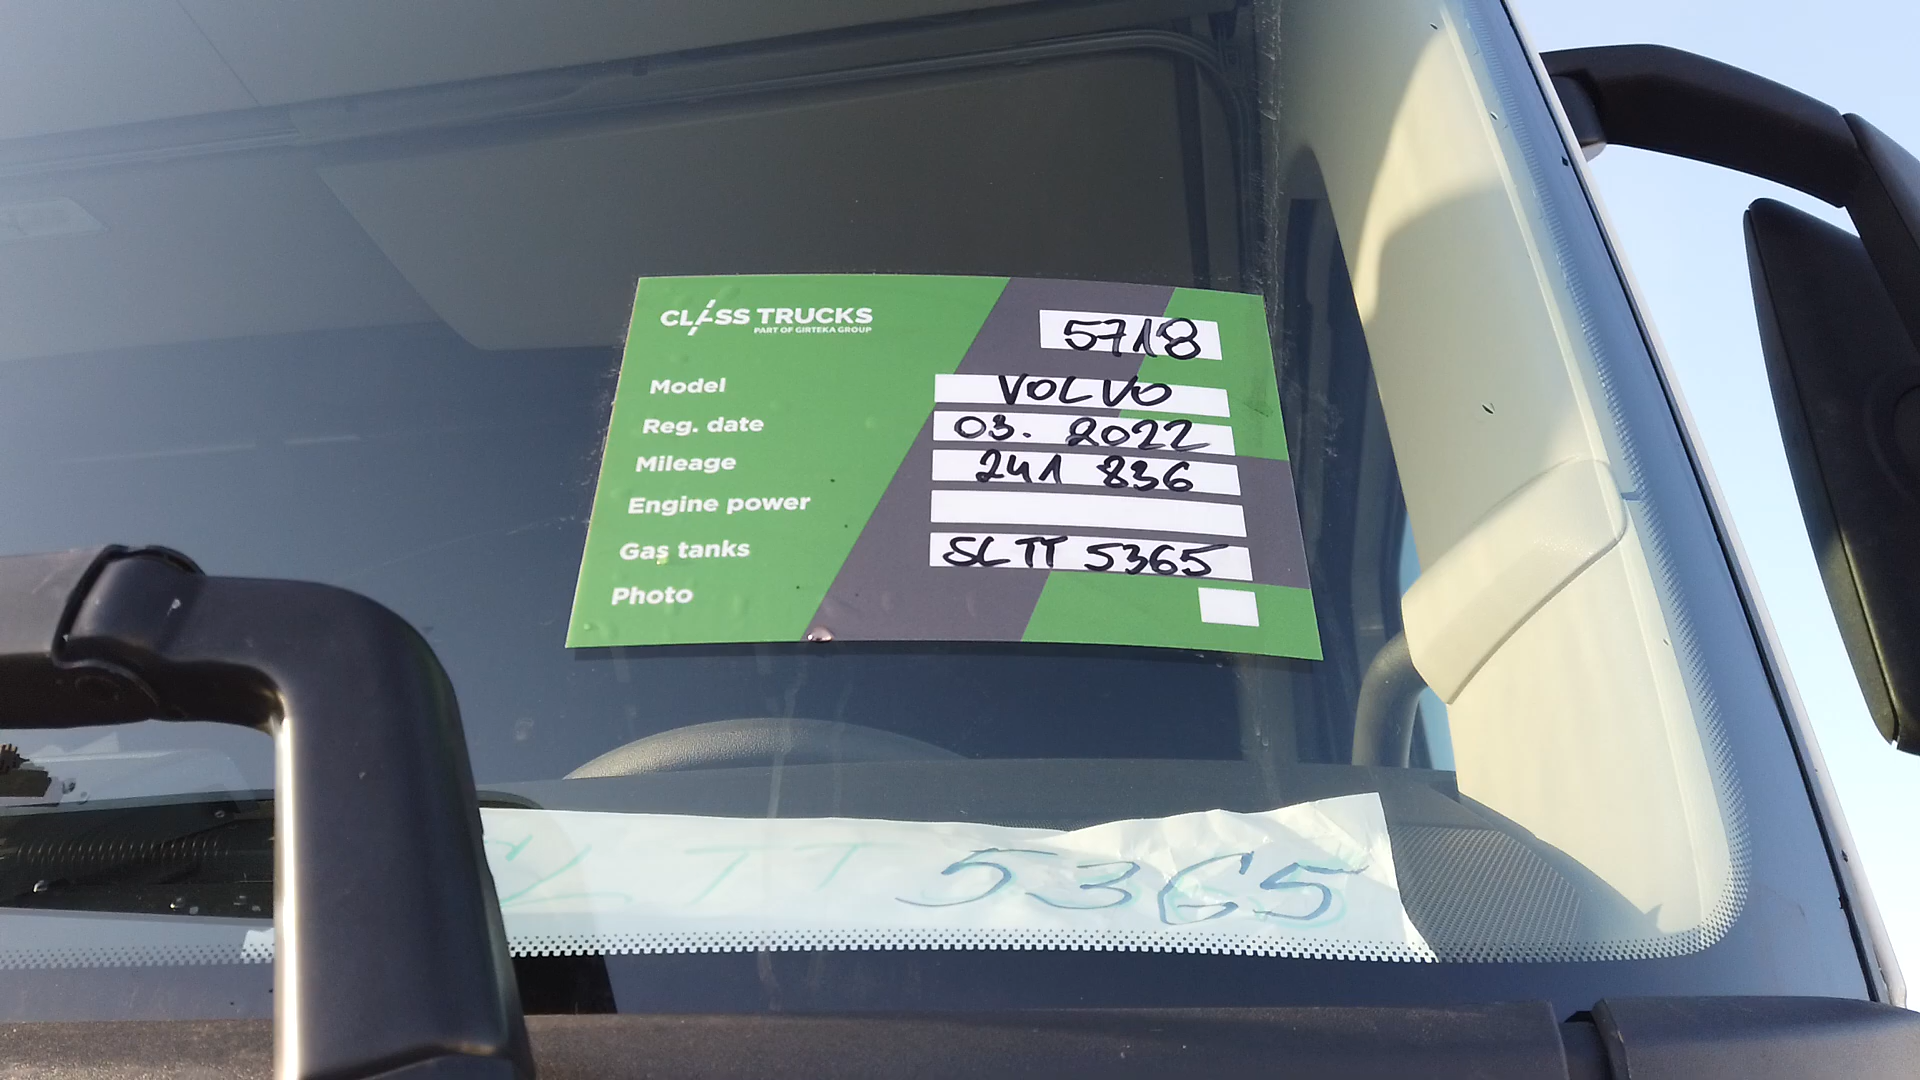 CLASS TRUCKS
PART OF GIRTEKA GROUP
5718
Model VOLVO
Reg. date 03. 2022
Mileage 241 836
Engine power
Gas tanks SLTT 5365
Photo
SLTT 5365